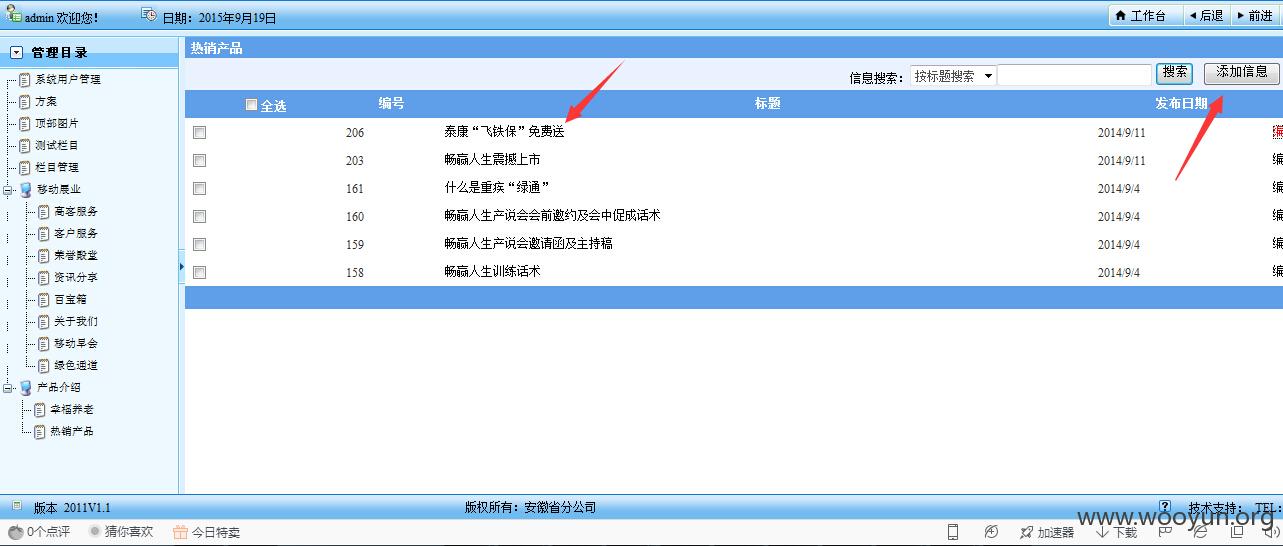 admin 欢迎您! 日期：2015年9月19日 工作台 后退 前进
管理目录
热销产品
系统用户管理
方案
顶部图片
测试栏目
栏目管理
移动展业
高客服务
客户服务
荣誉殿堂
资讯分享
百宝箱
关于我们
移动早会
绿色通道
产品介绍
幸福养老
热销产品
信息搜索： 按标题搜索 搜索 添加信息
全选 编号 标题 发布日期
206 泰康“飞铁保”免费送 2014/9/11 编
203 畅赢人生震撼上市 2014/9/11 编
161 什么是重疾“绿通” 2014/9/4 编
160 畅赢人生产说会会前邀约及会中促成话术 2014/9/4 编
159 畅赢人生产说会邀请函及主持稿 2014/9/4 编
158 畅赢人生训练话术 2014/9/4 编
版本 2011V1.1 版权所有：安徽省分公司 技术支持： TEL:
0个点评 猜你喜欢 今日特卖 加速器 下载
www.wooyun.org